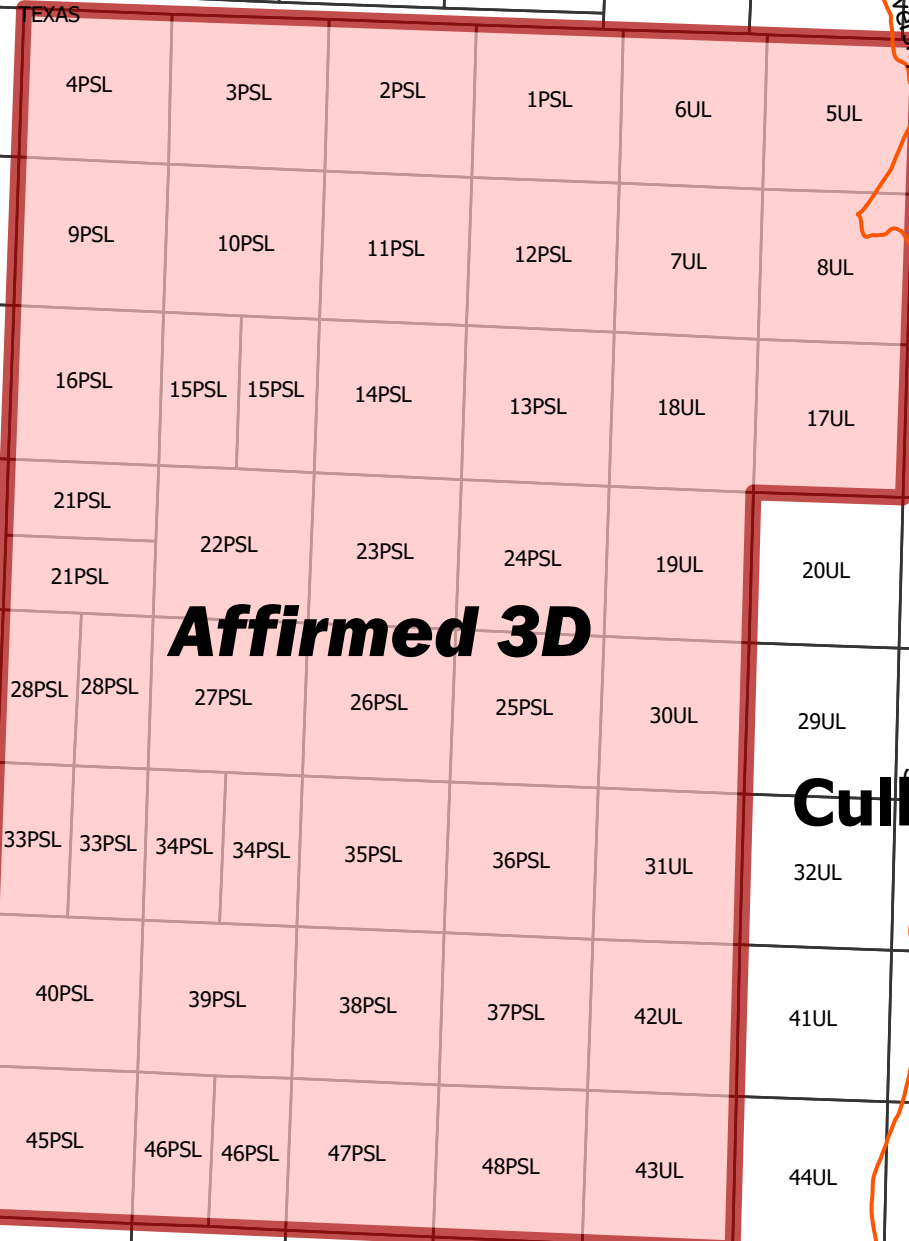 TEXAS
4PSL 3PSL 2PSL 1PSL 6UL 5UL
9PSL 10PSL 11PSL 12PSL 7UL 8UL
16PSL 15PSL 15PSL 14PSL 13PSL 18UL 17UL
21PSL
22PSL 23PSL 24PSL 19UL 20UL
21PSL
Affirmed 3D
28PSL 28PSL 27PSL 26PSL 25PSL 30UL 29UL
Cull
33PSL 33PSL 34PSL 34PSL 35PSL 36PSL 31UL 32UL
40PSL 39PSL 38PSL 37PSL 42UL 41UL
45PSL 46PSL 46PSL 47PSL 48PSL 43UL 44UL